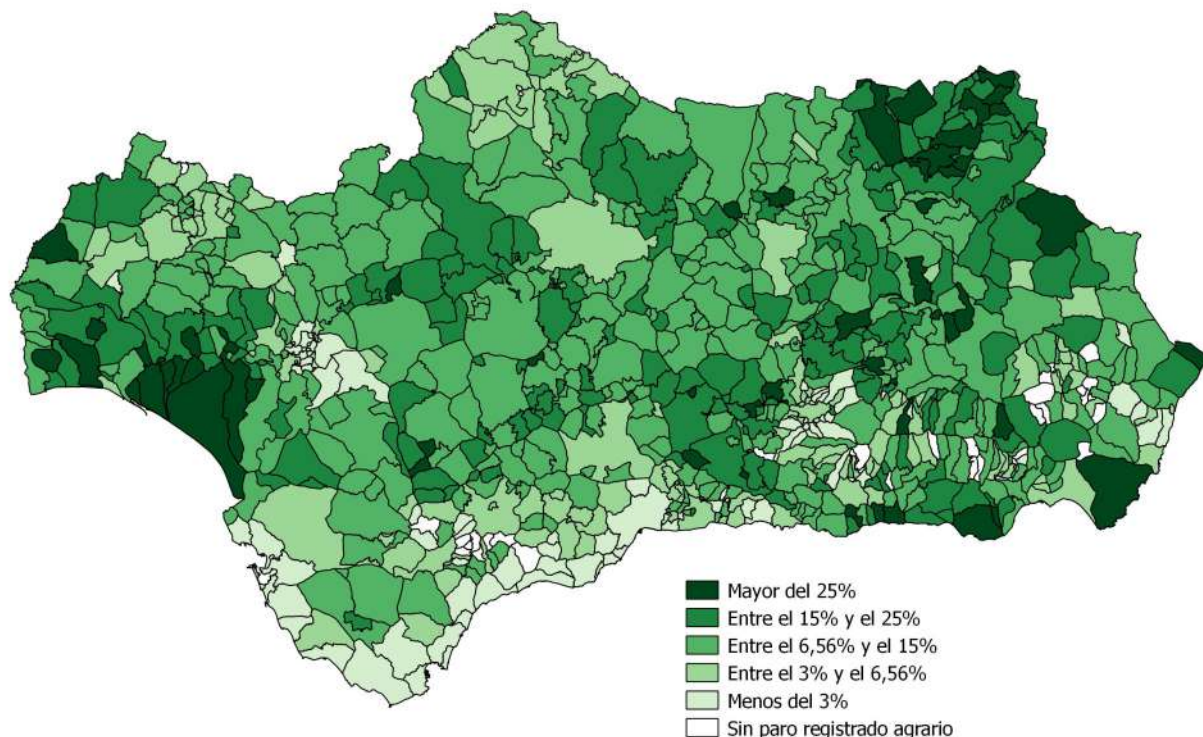 Mayor del 25%
Entre el 15% y el 25%
Entre el 6,56% y el 15%
Entre el 3% y el 6,56%
Menos del 3%
Sin paro registrado agrario